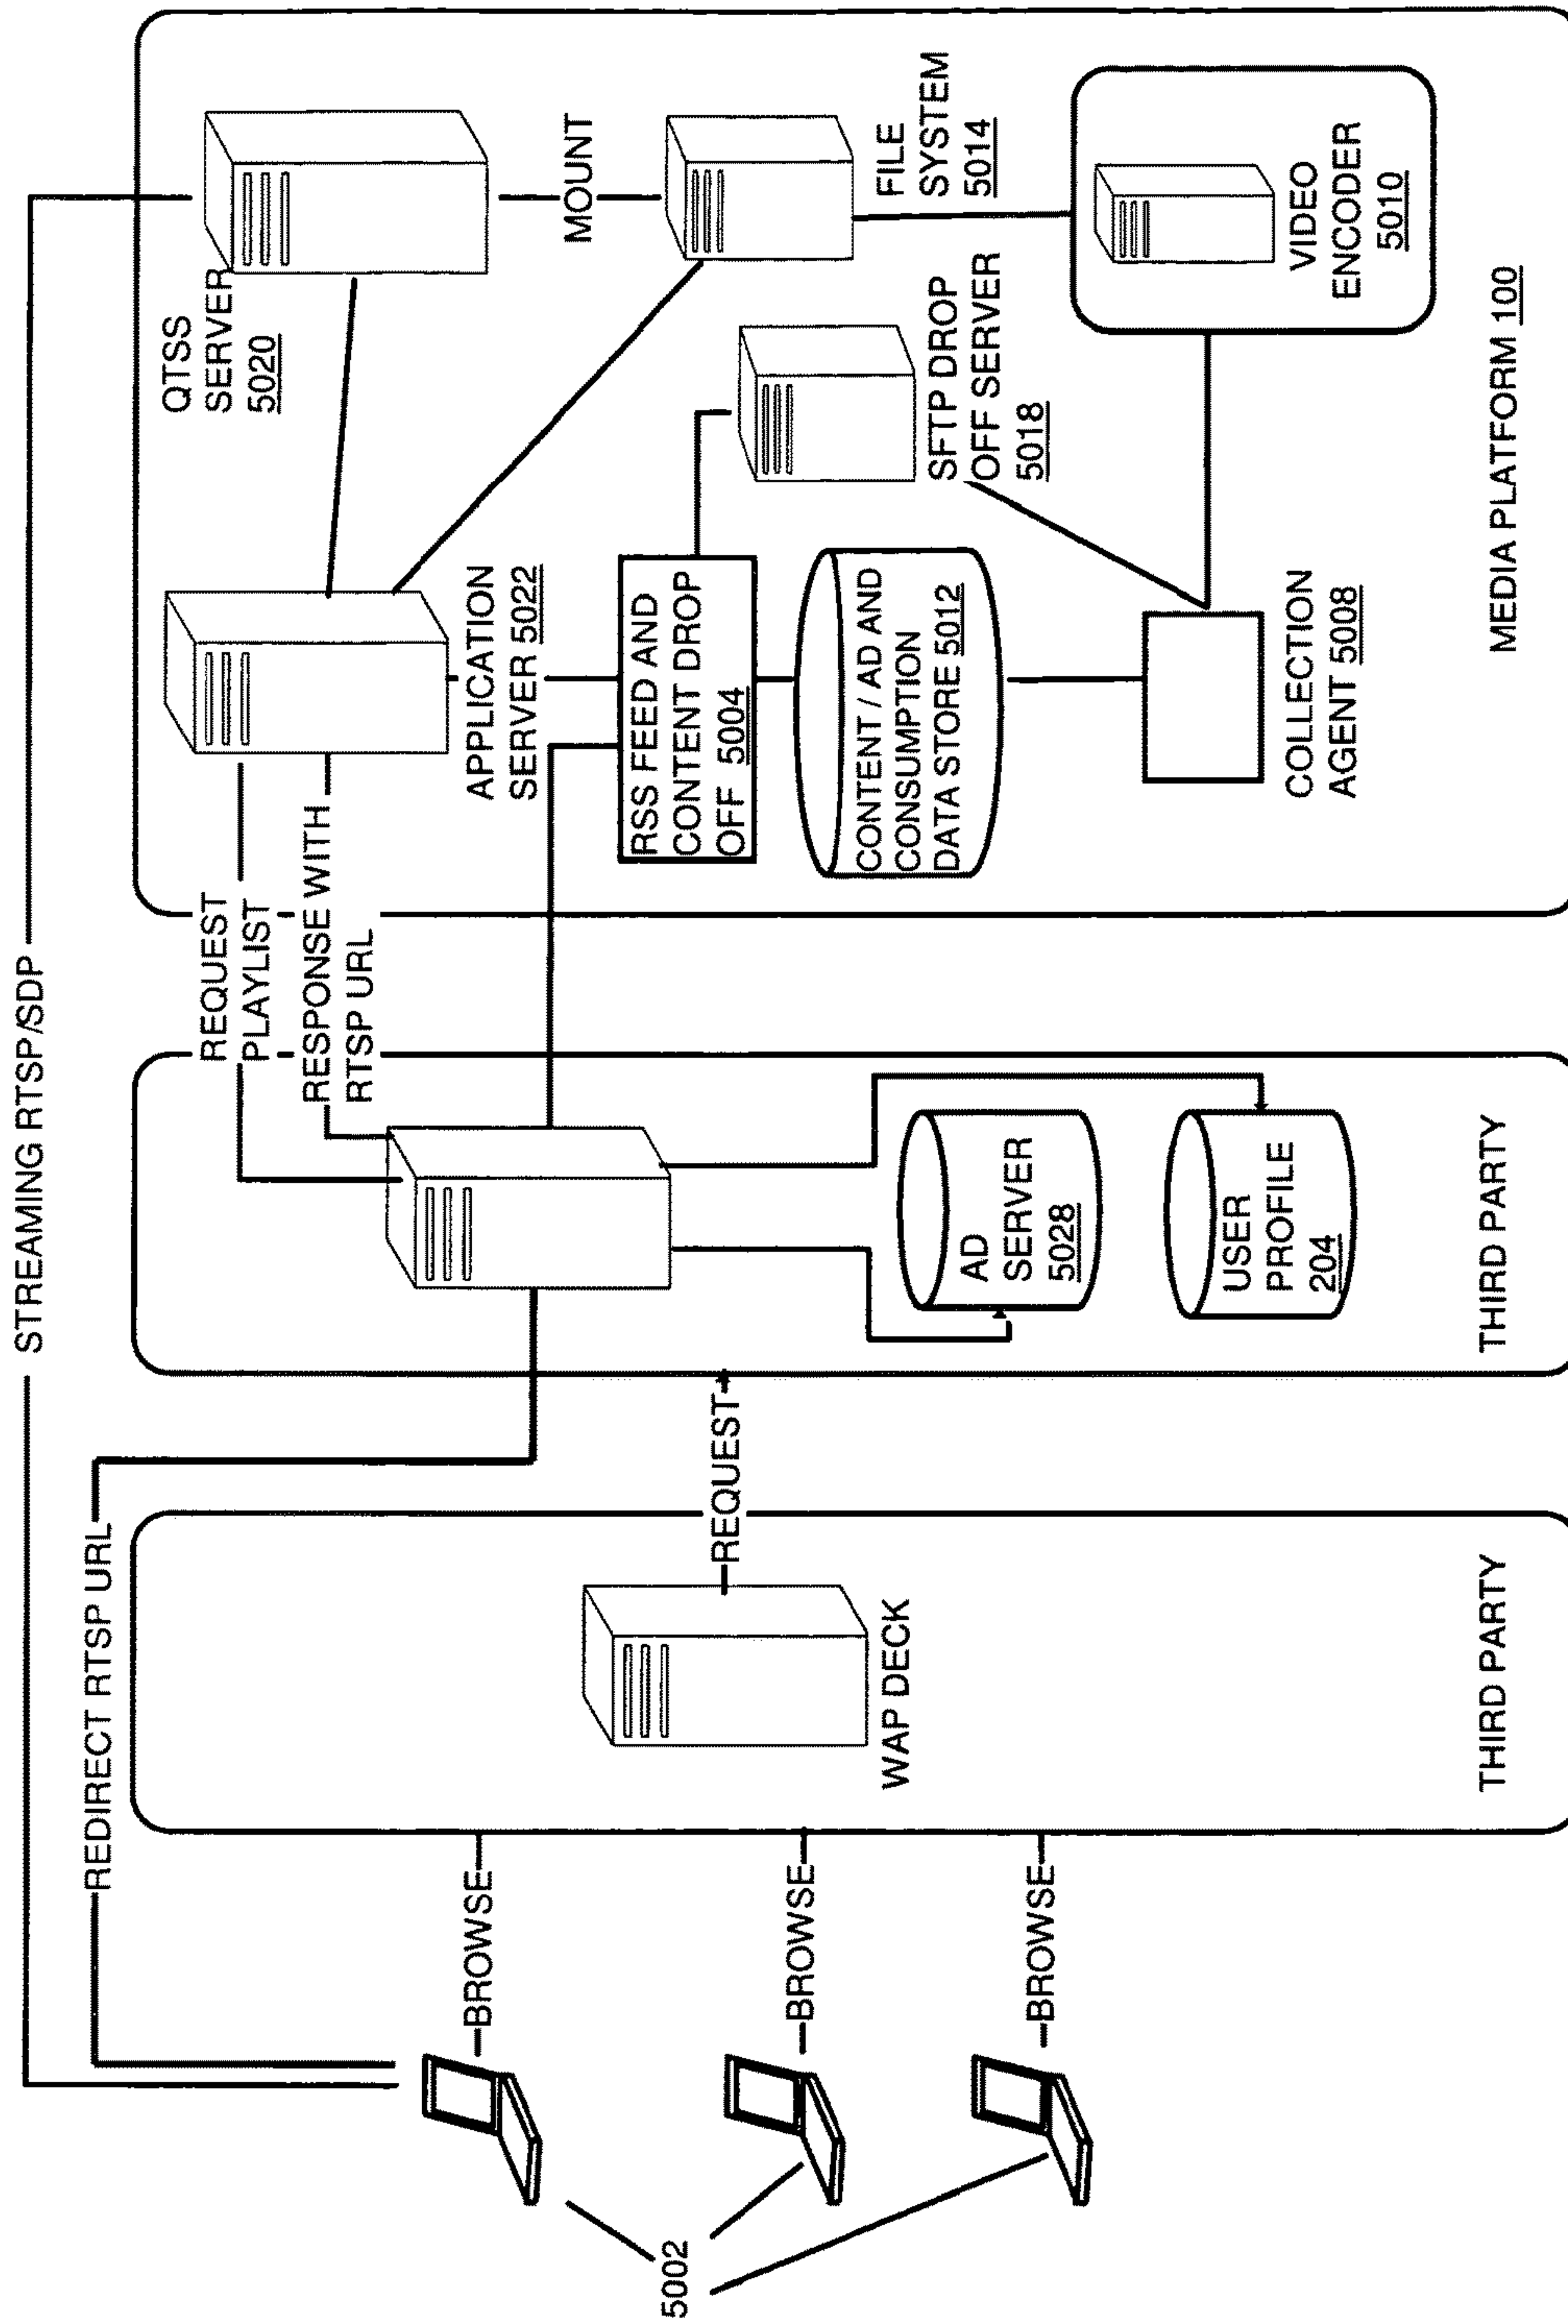 STREAMING RTSP/SDP
REDIRECT RTSP URL
REQUEST
PLAYLIST
RESPONSE WITH
RTSP URL
5002
BROWSE
BROWSE
BROWSE
WAP DECK
THIRD PARTY
REQUEST
AD
SERVER
5028
USER
PROFILE
204
THIRD PARTY
QTSS
SERVER
5020
MOUNT
APPLICATION
SERVER 5022
FILE
SYSTEM
5014
RSS FEED AND
CONTENT DROP
OFF 5004
SFTP DROP
OFF SERVER
5018
CONTENT / AD AND
CONSUMPTION
DATA STORE 5012
VIDEO
ENCODER
5010
COLLECTION
AGENT 5008
MEDIA PLATFORM 100